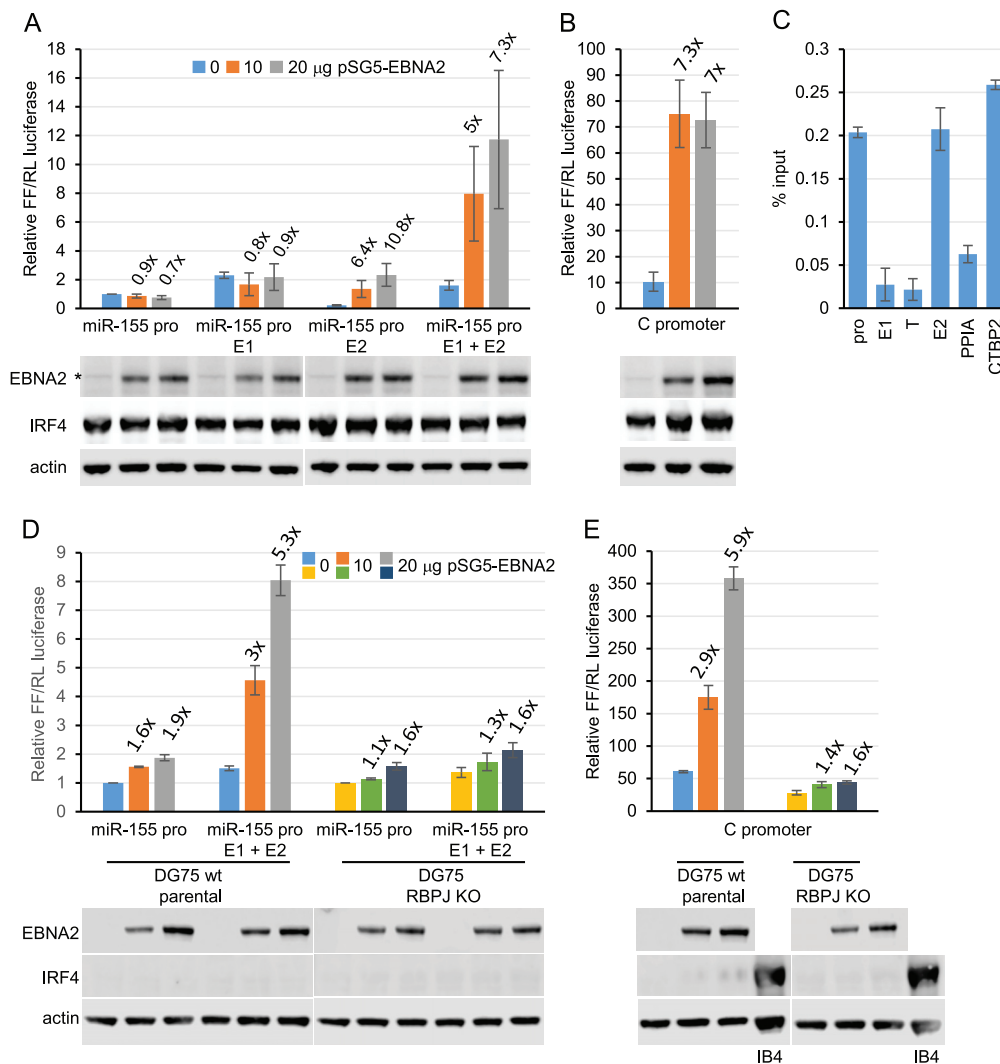 A
Relative FF/RL luciferase
18
16
14
12
10
8
6
4
2
0
0 10 20 μg pSG5-EBNA2
0.9x
0.7x
0.8x
0.9x
6.4x
10.8x
5x
7.3x
miR-155 pro
miR-155 pro
E1
miR-155 pro
E2
miR-155 pro
E1 + E2
EBNA2 *
IRF4
actin
B
Relative FF/RL luciferase
100
90
80
70
60
50
40
30
20
10
0
7.3x
7x
C promoter
C
% input
0.3
0.25
0.2
0.15
0.1
0.05
0
pro
E1
T
E2
PPIA
CTBP2
D
Relative FF/RL luciferase
9
8
7
6
5
4
3
2
1
0
0 10 20 μg pSG5-EBNA2
1.6x
1.9x
3x
5.3x
1.1x
1.6x
1.3x
1.6x
miR-155 pro
miR-155 pro
E1 + E2
miR-155 pro
miR-155 pro
E1 + E2
DG75 wt
parental
DG75
RBPJ KO
EBNA2
IRF4
actin
E
Relative FF/RL luciferase
400
350
300
250
200
150
100
50
0
2.9x
5.9x
1.4x
1.6x
C promoter
DG75 wt
parental
DG75
RBPJ KO
IB4
IB4